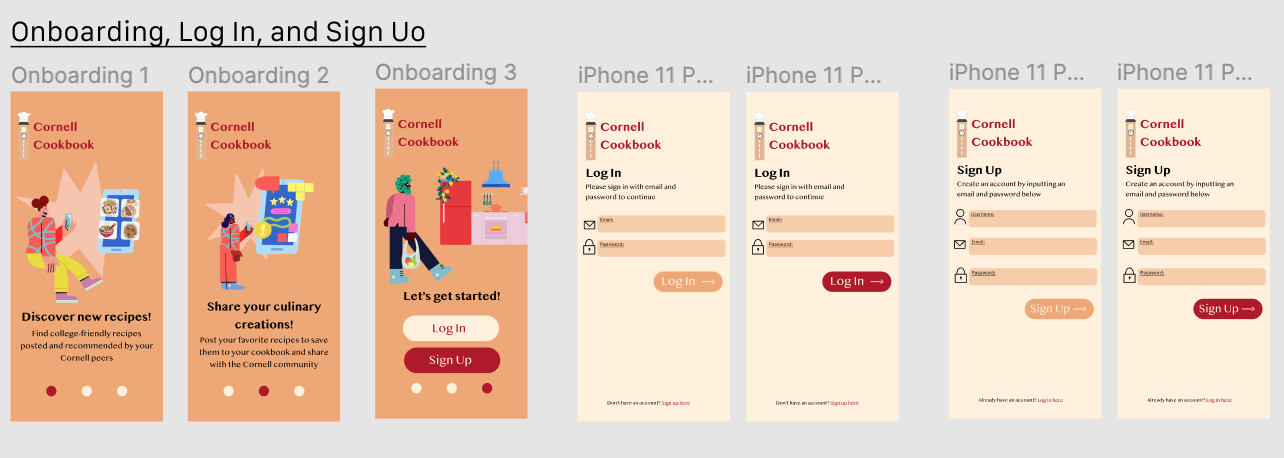 Onboarding, Log In, and Sign Uo
Onboarding 1
Cornell
Cookbook
Discover new recipes!
Find college-friendly recipes
posted and recommended by your
Cornell peers
Onboarding 2
Cornell
Cookbook
Share your culinary
creations!
Post your favorite recipes to save
them to your cookbook and share
with the Cornell community
Onboarding 3
Cornell
Cookbook
Let's get started!
Log In
Sign Up
iPhone 11 P...
Cornell
Cookbook
Log In
Please sign in with email and
password to continue
Email:
Password:
Log In →
Don't have an account? Sign up here
iPhone 11 P...
Cornell
Cookbook
Log In
Please sign in with email and
password to continue
Email:
Password:
Log In →
Don't have an account? Sign up here
iPhone 11 P...
Cornell
Cookbook
Sign Up
Create an account by inputting an
email and password below
Username:
Email:
Password:
Sign Up →
Already have an account? Log in here
iPhone 11 P...
Cornell
Cookbook
Sign Up
Create an account by inputting an
email and password below
Username:
Email:
Password:
Sign Up →
Already have an account? Log in here